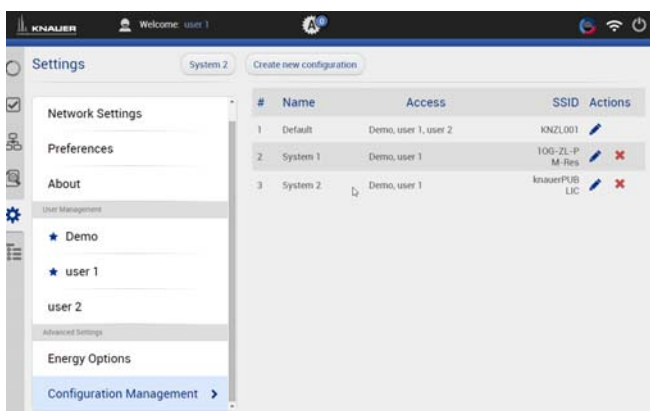 KNAUER
Welcome: user 1
A 0
Settings
System 2
Create new configuration
Network Settings
Preferences
About
User Management
Demo
user 1
user 2
Advanced Settings
Energy Options
Configuration Management
# Name Access SSID Actions
1 Default Demo, user 1, user 2 KNZL001
2 System 1 Demo, user 1 10G-ZL-P
M-Res
3 System 2 Demo, user 1 knauerPUB
LIC